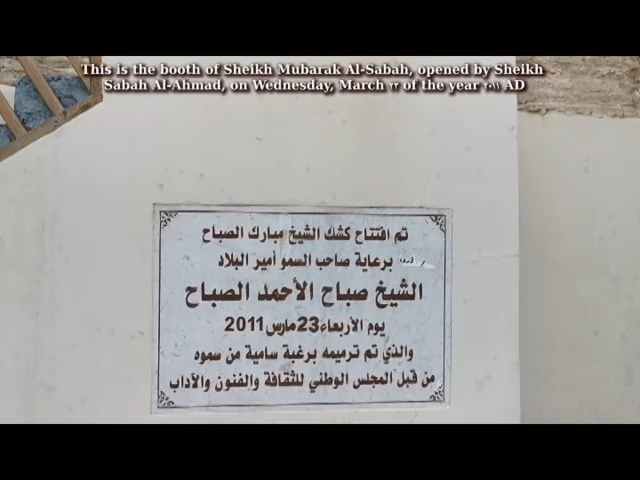 This is the booth of Sheikh Mubarak Al-Sabah, opened by Sheikh
Sabah Al-Ahmad, on Wednesday, March ٢٣ of the year ٢٠١١ AD
تم افتتاح كشك الشيخ مبارك الصباح
برعاية صاحب السمو أمير البلاد
الشيخ صباح الأحمد الصباح
يوم الأربعاء 23 مارس 2011
والذي تم ترميمه برغبة سامية من سموه
من قبل المجلس الوطني للثقافة والفنون والآداب